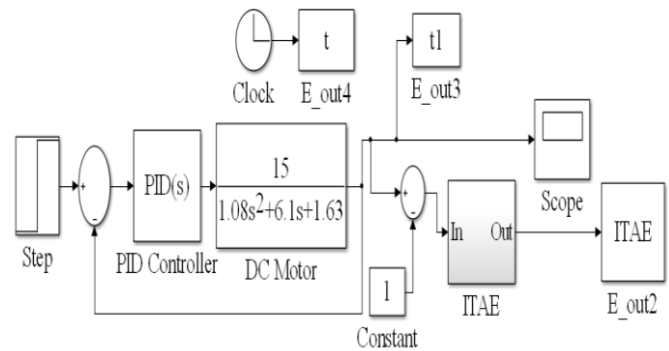 t
t1
Clock
E_out4
E_out3
+
-
PID(s)
15
1.08s²+6.1s+1.63
+
-
Scope
Step
PID Controller
DC Motor
In
Out
ITAE
1
Constant
ITAE
E_out2